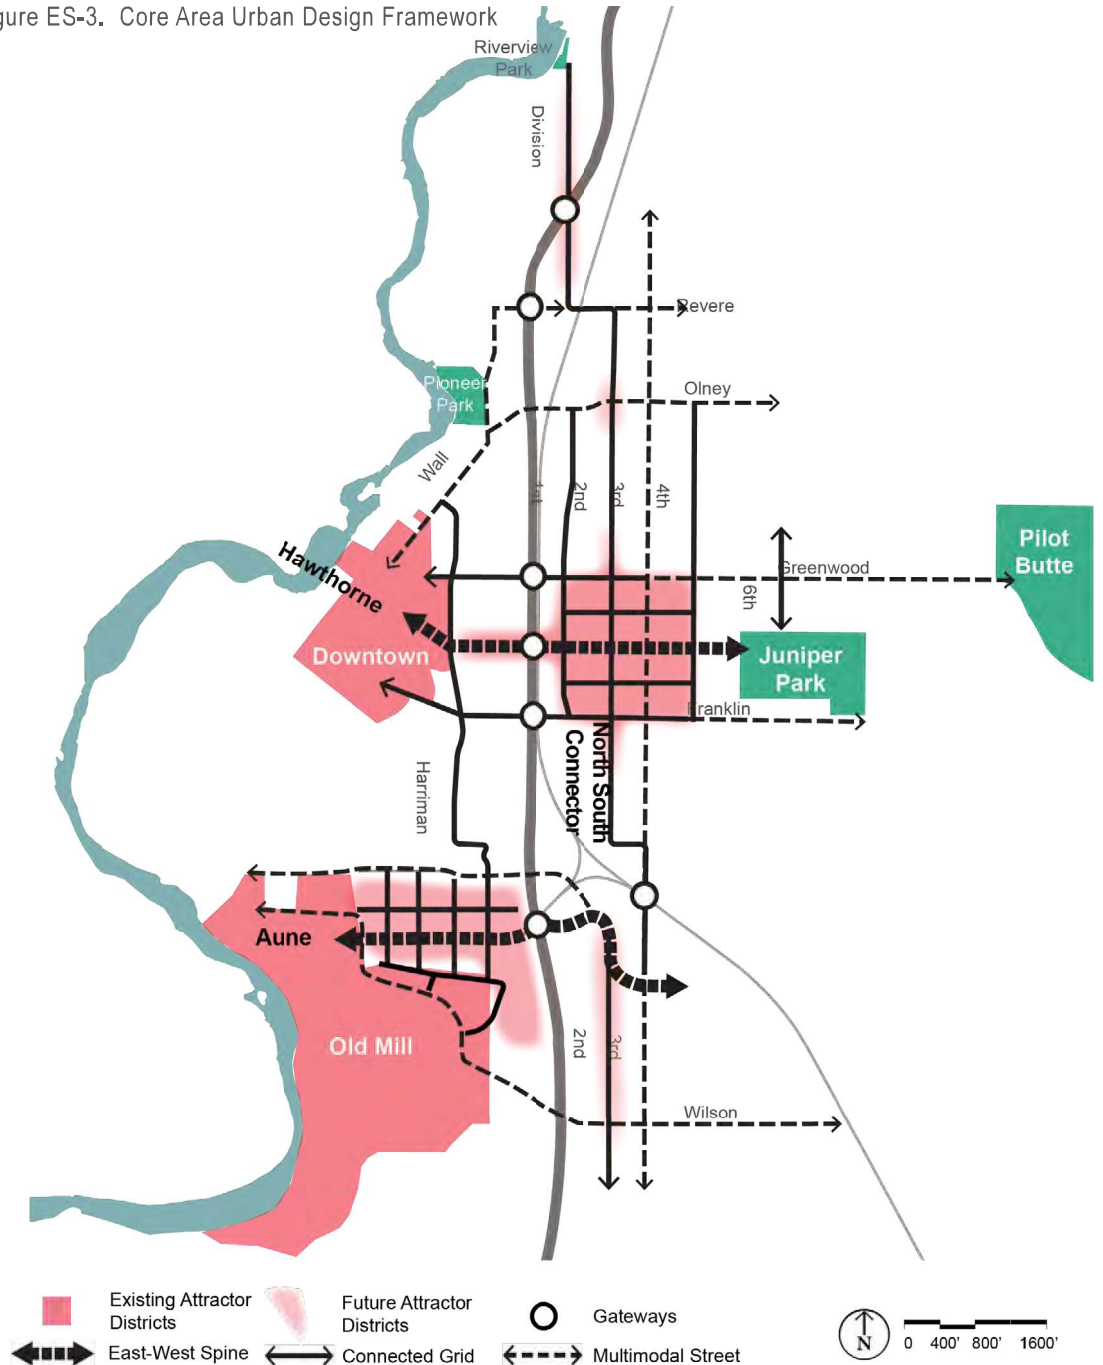 gure ES-3. Core Area Urban Design Framework
Riverview
Park
Division
Revere
Pioneer
Park
Olney
Wall
1st
2nd
3rd
4th
Hawthorne
Greenwood
Pilot
Butte
6th
Downtown
Juniper
Park
Franklin
North South
Connector
Harriman
Aune
Old Mill
2nd
3rd
Wilson
Existing Attractor
Districts
Future Attractor
Districts
Gateways
East-West Spine
Connected Grid
Multimodal Street
N
0 400' 800' 1600'